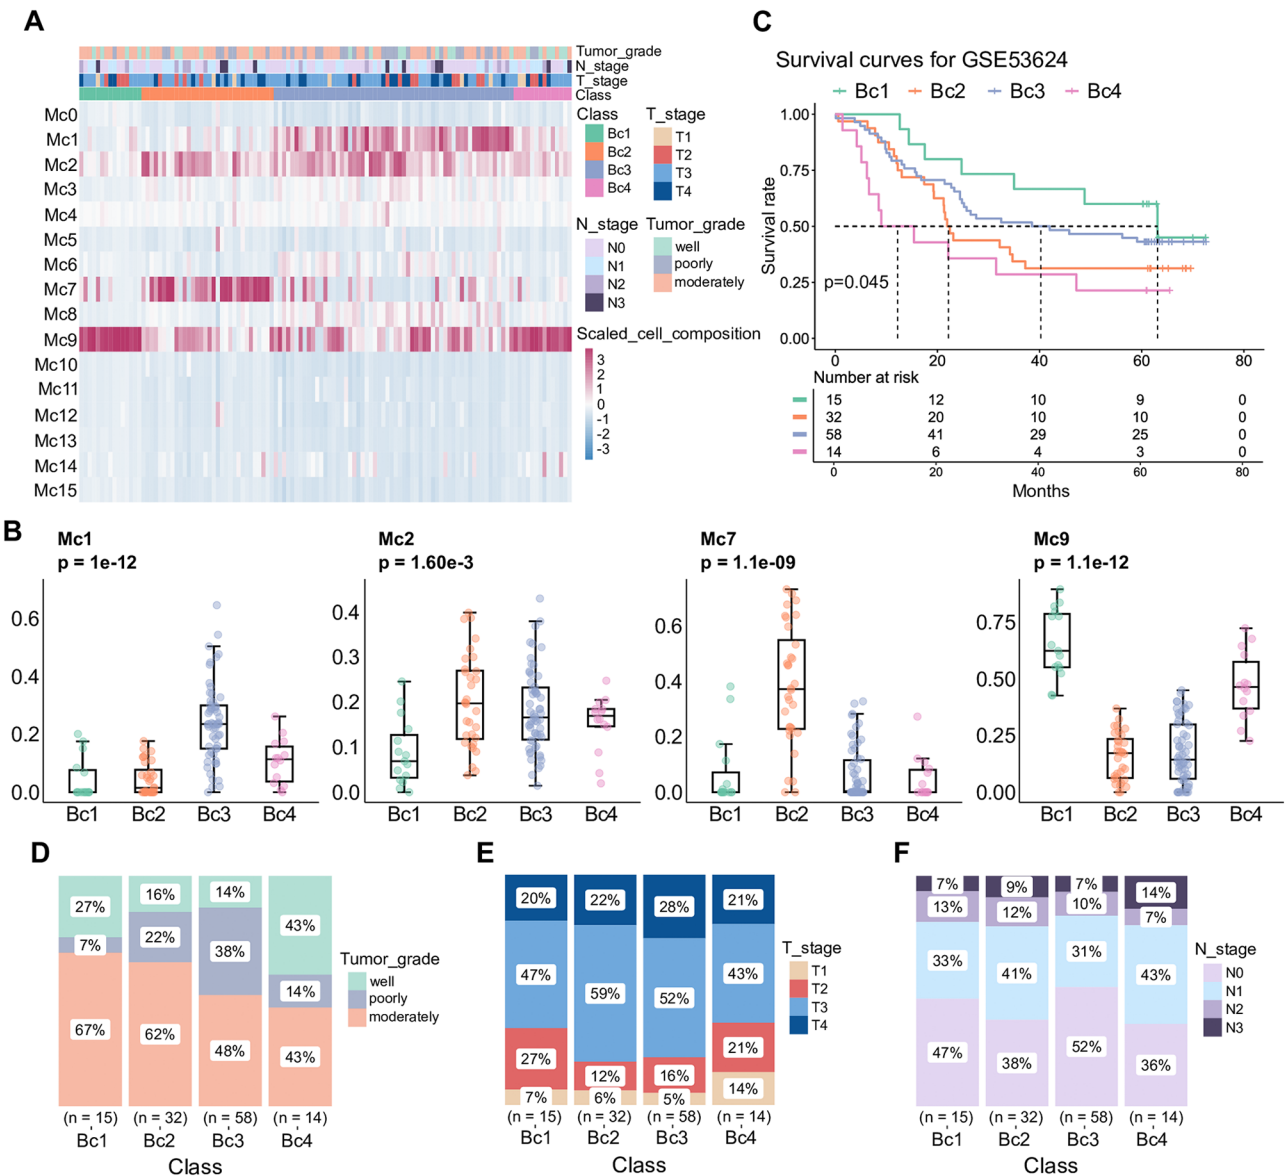 A
Tumor_grade
N_stage
T_stage
Class
Mc0
Mc1
Mc2
Mc3
Mc4
Mc5
Mc6
Mc7
Mc8
Mc9
Mc10
Mc11
Mc12
Mc13
Mc14
Mc15
Class
Bc1
Bc2
Bc3
Bc4
T_stage
T1
T2
T3
T4
N_stage
N0
N1
N2
N3
Tumor_grade
well
poorly
moderately
Scaled_cell_composition
3
2
1
0
-1
-2
-3
C
Survival curves for GSE53624
Bc1 Bc2 Bc3 Bc4
Survival rate
1.00
0.75
0.50
0.25
0.00
p=0.045
0 20 40 60 80
Number at risk
15 12 10 9 0
32 20 10 10 0
58 41 29 25 0
14 6 4 3 0
0 20 40 60 80
Months
B
Mc1
p = 1e-12
0.6
0.4
0.2
0.0
Bc1 Bc2 Bc3 Bc4
Mc2
p = 1.60e-3
0.4
0.3
0.2
0.1
0.0
Bc1 Bc2 Bc3 Bc4
Mc7
p = 1.1e-09
0.6
0.4
0.2
0.0
Bc1 Bc2 Bc3 Bc4
Mc9
p = 1.1e-12
0.75
0.50
0.25
0.00
Bc1 Bc2 Bc3 Bc4
D
27% 16% 14% 43%
7% 22% 38% 14%
67% 62% 48% 43%
(n = 15) (n = 32) (n = 58) (n = 14)
Bc1 Bc2 Bc3 Bc4
Class
Tumor_grade
well
poorly
moderately
E
20% 22% 28% 21%
47% 59% 52% 43%
27% 12% 16% 21%
7% 6% 5% 14%
(n = 15) (n = 32) (n = 58) (n = 14)
Bc1 Bc2 Bc3 Bc4
Class
T_stage
T1
T2
T3
T4
F
7% 9% 7% 14%
13% 12% 10% 7%
33% 41% 31% 43%
47% 38% 52% 36%
(n = 15) (n = 32) (n = 58) (n = 14)
Bc1 Bc2 Bc3 Bc4
Class
N_stage
N0
N1
N2
N3